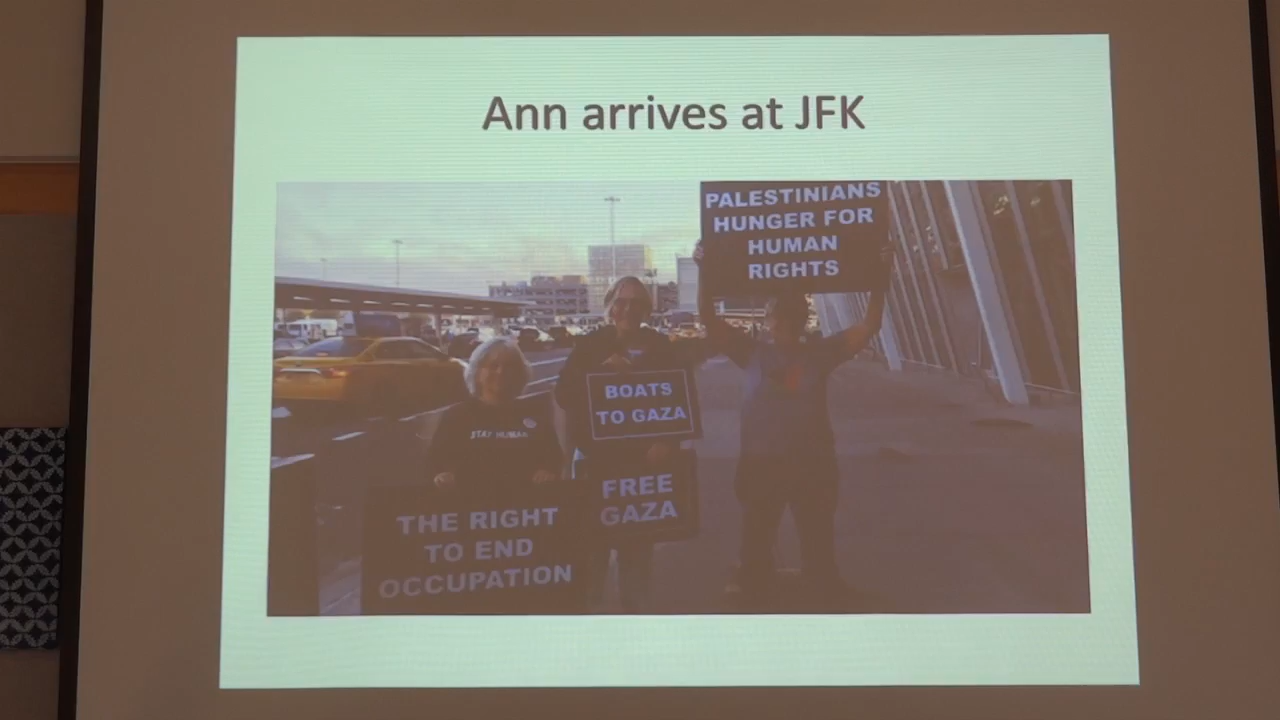 Ann arrives at JFK
PALESTINIANS
HUNGER FOR
HUMAN
RIGHTS
BOATS
TO GAZA
STAY HUMAN
FREE
GAZA
THE RIGHT
TO END
OCCUPATION